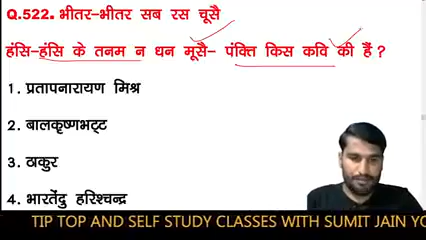 Q.522. भीतर-भीतर सब रस चूसै
हंसि-हंसि के तनम न धन मूसै- पंक्ति किस कवि की हैं ?
1. प्रतापनारायण मिश्र
2. बालकृष्णभट्ट
3. ठाकुर
4. भारतेंदु हरिश्चन्द्र
TIP TOP AND SELF STUDY CLASSES WITH SUMIT JAIN YO